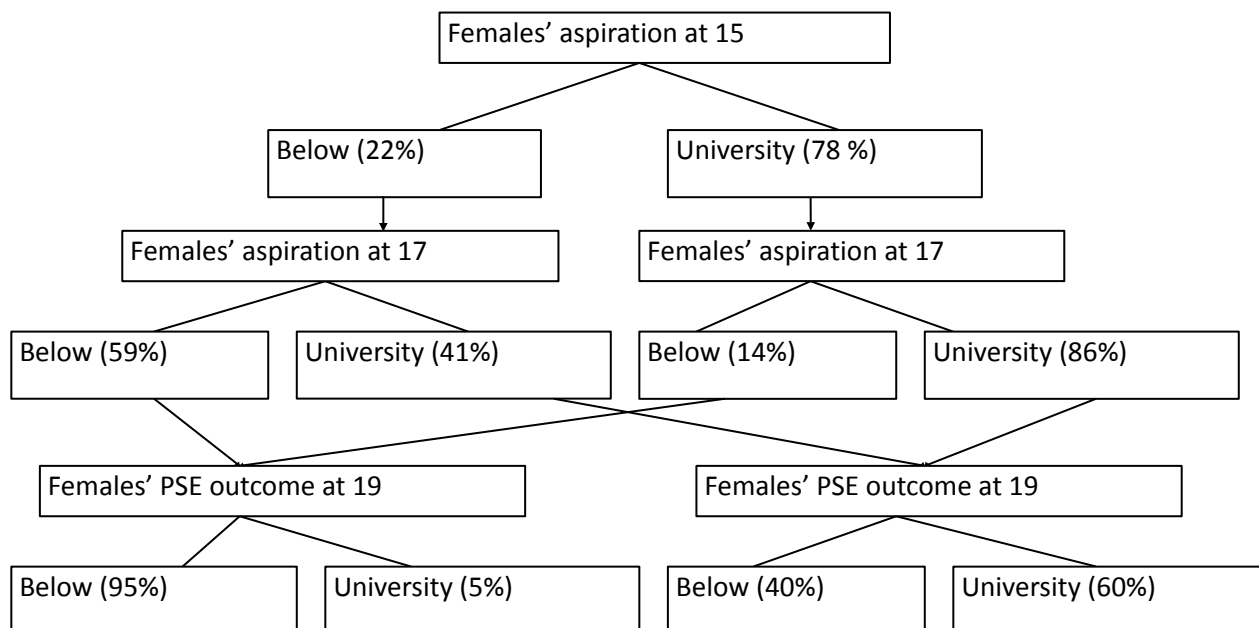 Females’ aspiration at 15
Below (22%)
University (78 %)
Females’ aspiration at 17
Females’ aspiration at 17
Below (59%)
University (41%)
Below (14%)
University (86%)
Females’ PSE outcome at 19
Females’ PSE outcome at 19
Below (95%)
University (5%)
Below (40%)
University (60%)